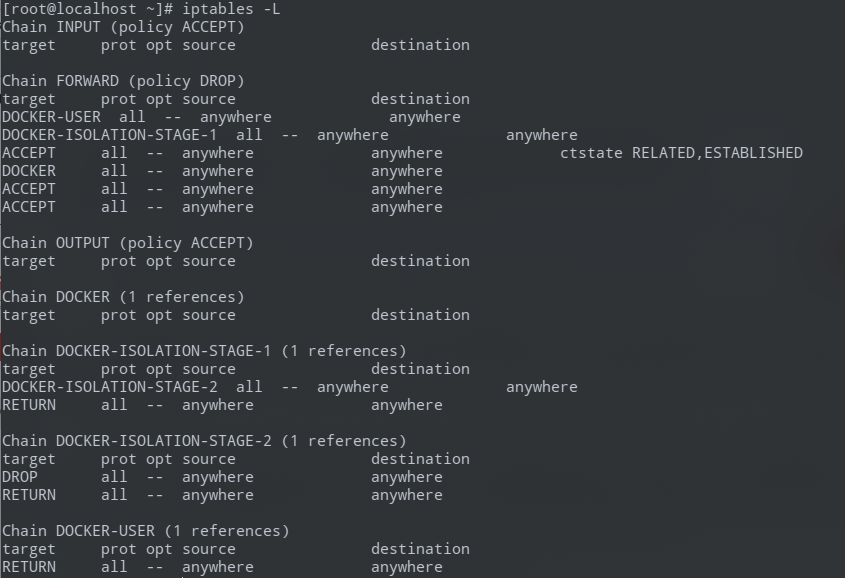 [root@localhost ~]# iptables -L
Chain INPUT (policy ACCEPT)
target     prot opt source               destination

Chain FORWARD (policy DROP)
target     prot opt source               destination
DOCKER-USER  all  --  anywhere             anywhere
DOCKER-ISOLATION-STAGE-1  all  --  anywhere             anywhere
ACCEPT     all  --  anywhere             anywhere             ctstate RELATED,ESTABLISHED
DOCKER     all  --  anywhere             anywhere
ACCEPT     all  --  anywhere             anywhere
ACCEPT     all  --  anywhere             anywhere

Chain OUTPUT (policy ACCEPT)
target     prot opt source               destination

Chain DOCKER (1 references)
target     prot opt source               destination

Chain DOCKER-ISOLATION-STAGE-1 (1 references)
target     prot opt source               destination
DOCKER-ISOLATION-STAGE-2  all  --  anywhere             anywhere
RETURN     all  --  anywhere             anywhere

Chain DOCKER-ISOLATION-STAGE-2 (1 references)
target     prot opt source               destination
DROP       all  --  anywhere             anywhere
RETURN     all  --  anywhere             anywhere

Chain DOCKER-USER (1 references)
target     prot opt source               destination
RETURN     all  --  anywhere             anywhere